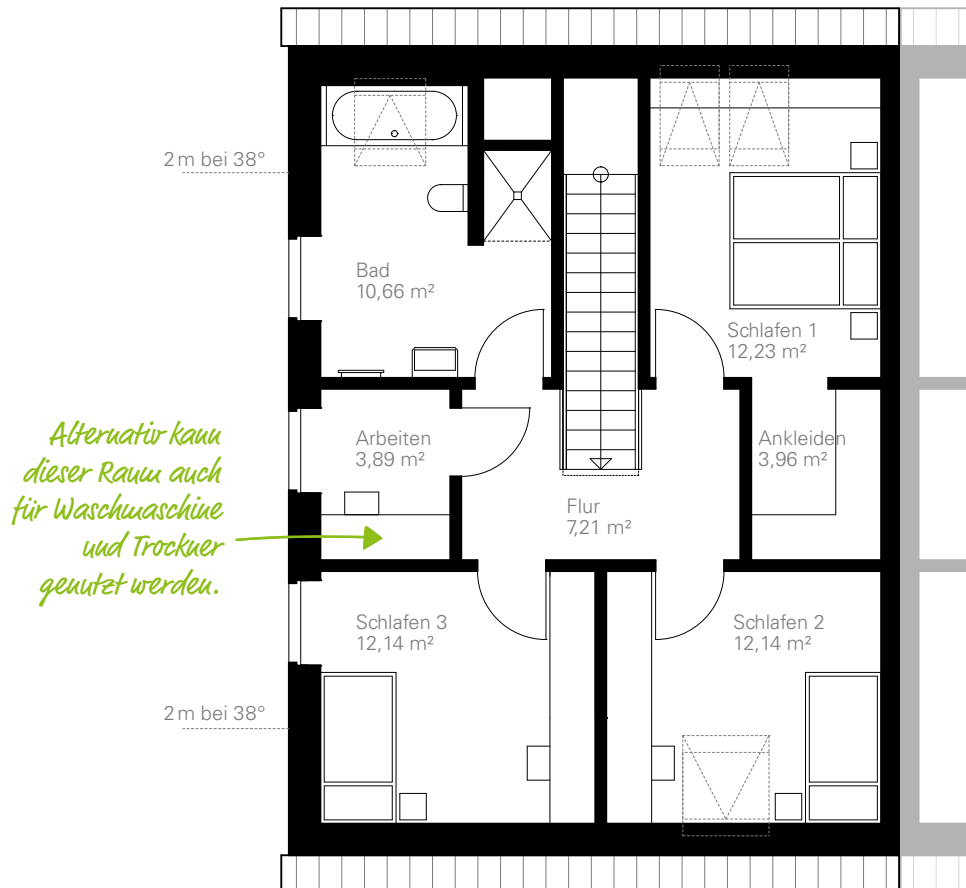 2 m bei 38°
Bad
10,66 m²
Schlafen 1
12,23 m²
Alternativ kann
dieser Raum auch
für Waschmaschine
und Trockner
genutzt werden.
Arbeiten
3,89 m²
Ankleiden
3,96 m²
Flur
7,21 m²
Schlafen 3
12,14 m²
Schlafen 2
12,14 m²
2 m bei 38°